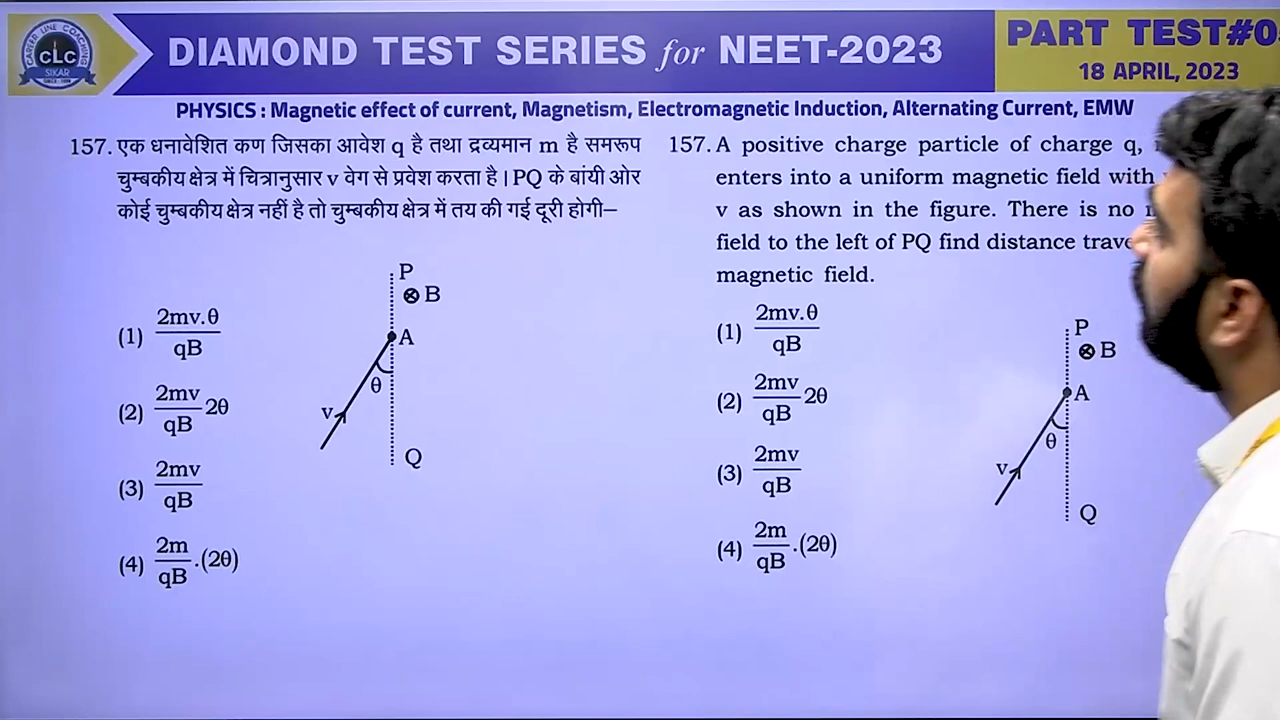 CAREER LINE COACHING
CLC
SIKAR
DIAMOND TEST SERIES for NEET-2023
PART TEST#0
18 APRIL, 2023
PHYSICS : Magnetic effect of current, Magnetism, Electromagnetic Induction, Alternating Current, EMW
157. एक धनावेशित कण जिसका आवेश q है तथा द्रव्यमान m है समरूप
चुम्बकीय क्षेत्र में चित्रानुसार v वेग से प्रवेश करता है। PQ के बांयी ओर
कोई चुम्बकीय क्षेत्र नहीं है तो चुम्बकीय क्षेत्र में तय की गई दूरी होगी–
(1) 2mv.θ/qB
(2) 2mv/qB 2θ
(3) 2mv/qB
(4) 2m/qB .(2θ)
P
⊗ B
A
θ
v
Q
157. A positive charge particle of charge q,
enters into a uniform magnetic field with
v as shown in the figure. There is no
field to the left of PQ find distance trave
magnetic field.
(1) 2mv.θ/qB
(2) 2mv/qB 2θ
(3) 2mv/qB
(4) 2m/qB .(2θ)
P
⊗ B
A
θ
v
Q